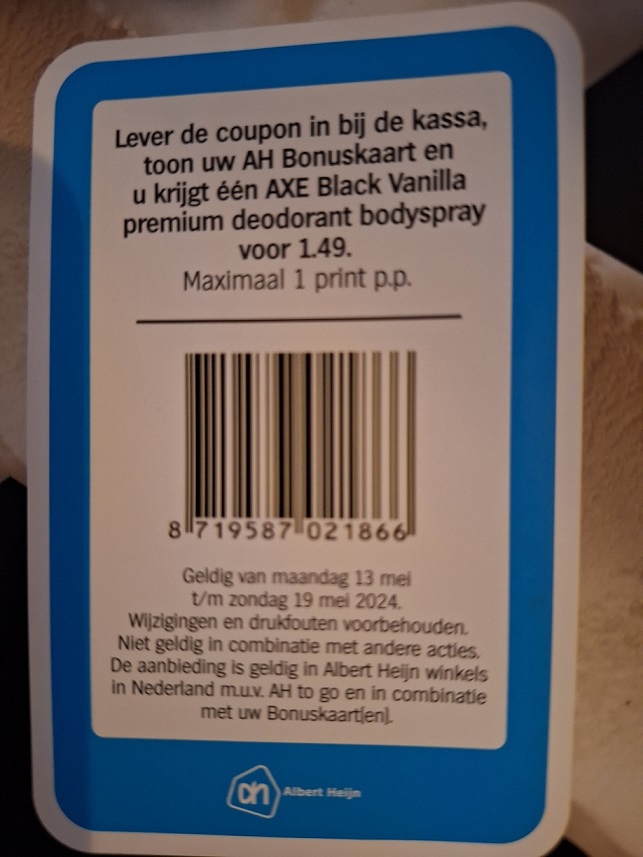 Lever de coupon in bij de kassa,
toon uw AH Bonuskaart en
u krijgt één AXE Black Vanilla
premium deodorant bodyspray
voor 1.49.
Maximaal 1 print p.p.
8 719587 021866
Geldig van maandag 13 mei
t/m zondag 19 mei 2024.
Wijzigingen en drukfouten voorbehouden.
Niet geldig in combinatie met andere acties.
De aanbieding is geldig in Albert Heijn winkels
in Nederland m.u.v. AH to go en in combinatie
met uw Bonuskaart(en).
ah Albert Heijn